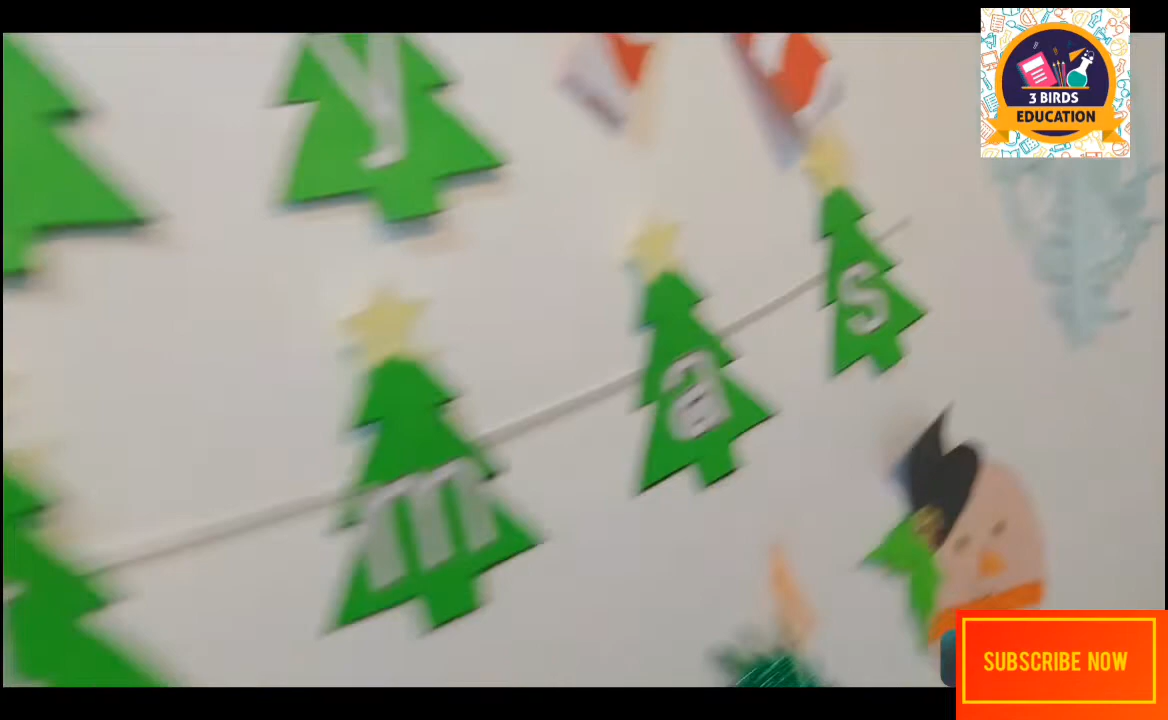 3 BIRDS
EDUCATION
y
m a s
SUBSCRIBE NOW